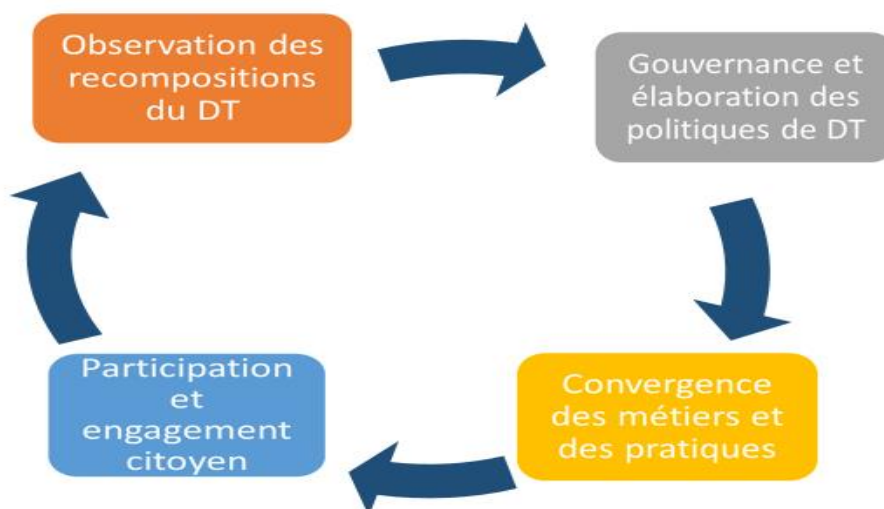 Observation des
recompositions
du DT
Gouvernance et
élaboration des
politiques de DT
Convergence
des métiers et
des pratiques
Participation
et
engagement
citoyen